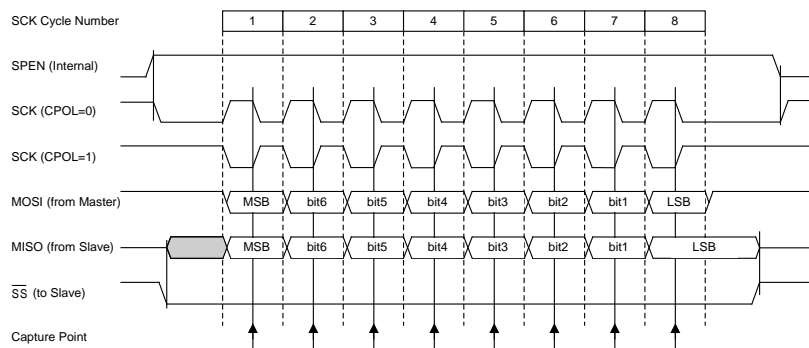 SCK Cycle Number 1 2 3 4 5 6 7 8
SPEN (Internal)
SCK (CPOL=0)
SCK (CPOL=1)
MOSI (from Master) MSB bit6 bit5 bit4 bit3 bit2 bit1 LSB
MISO (from Slave) MSB bit6 bit5 bit4 bit3 bit2 bit1 LSB
SS (to Slave)
Capture Point